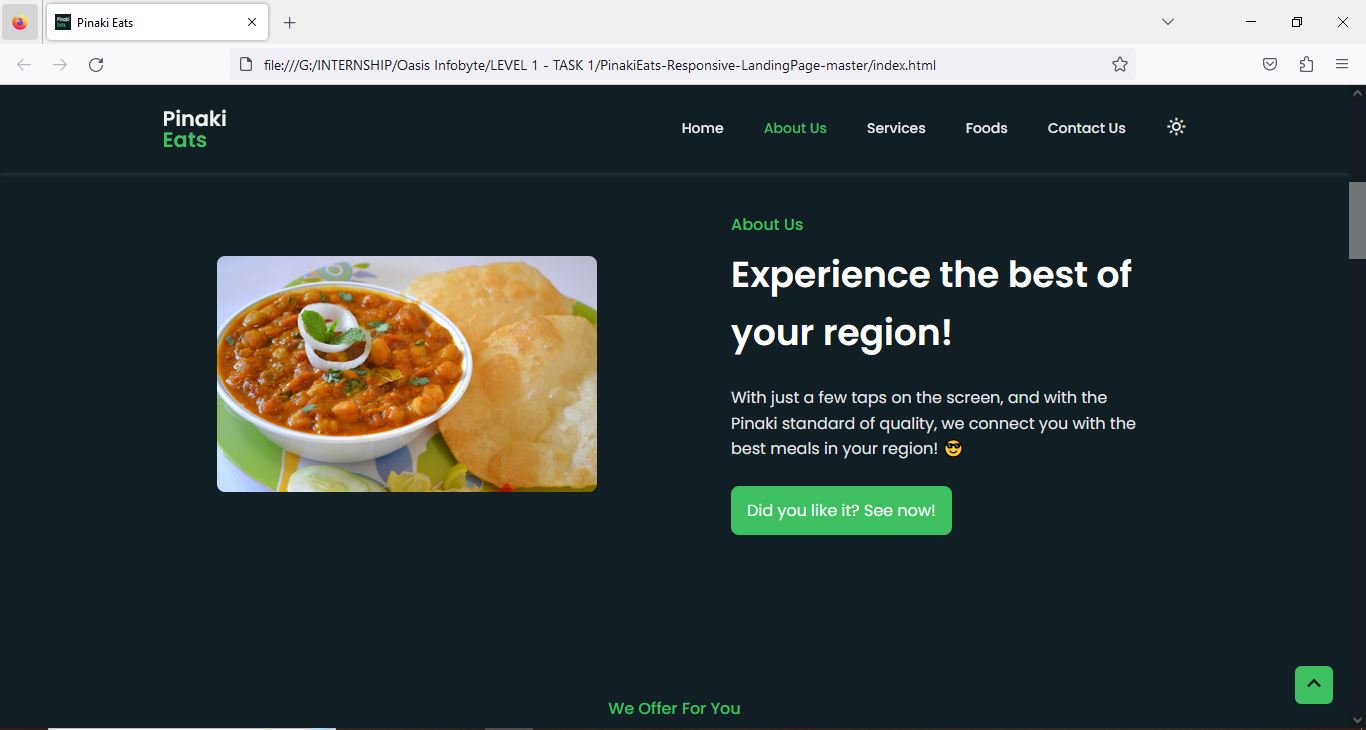 Pinaki Eats
file:///G:/INTERNSHIP/Oasis Infobyte/LEVEL 1 - TASK 1/PinakiEats-Responsive-LandingPage-master/index.html
Pinaki
Eats
Home
About Us
Services
Foods
Contact Us
About Us
Experience the best of
your region!
With just a few taps on the screen, and with the
Pinaki standard of quality, we connect you with the
best meals in your region! 😎
Did you like it? See now!
We Offer For You